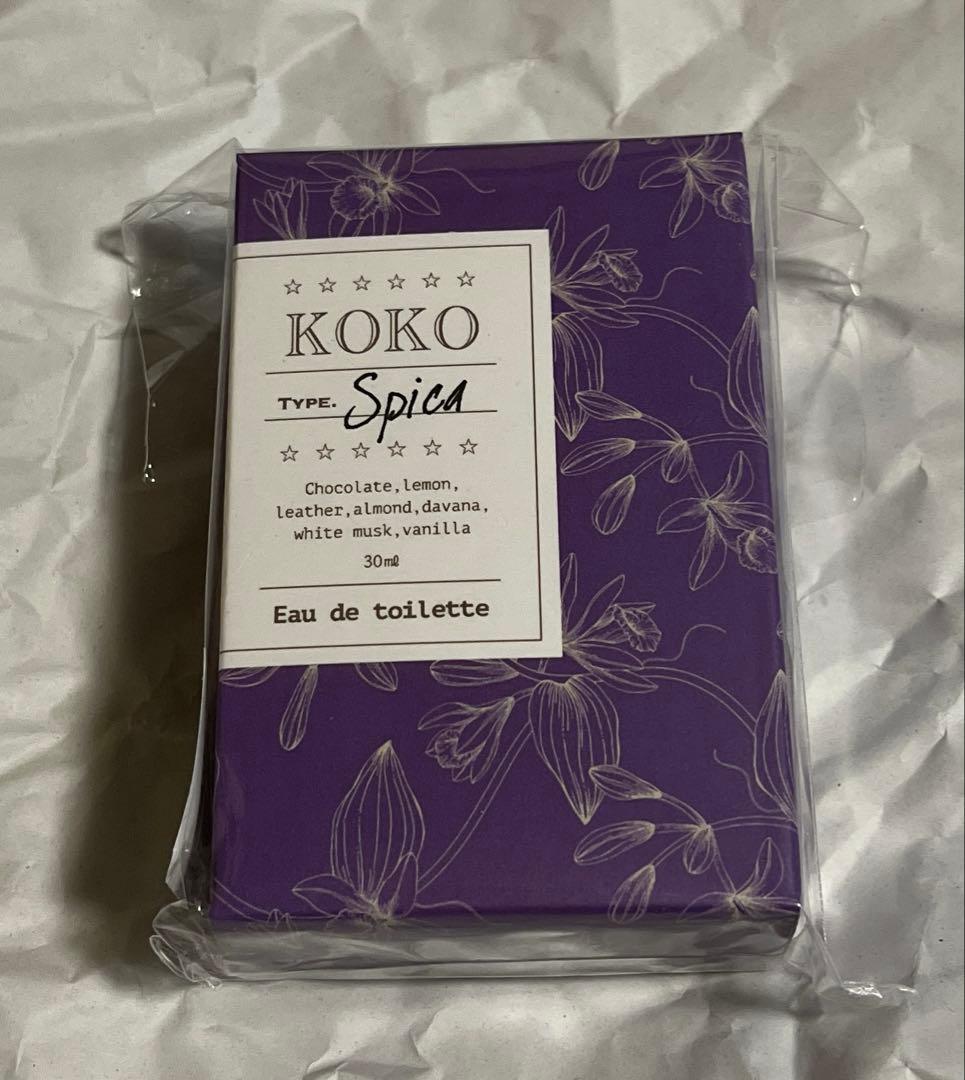 ☆ ☆ ☆ ☆ ☆ ☆
KOKO
TYPE. Spica
☆ ☆ ☆ ☆ ☆ ☆
Chocolate,lemon,
leather,almond,davana,
white musk,vanilla
30㎖
Eau de toilette